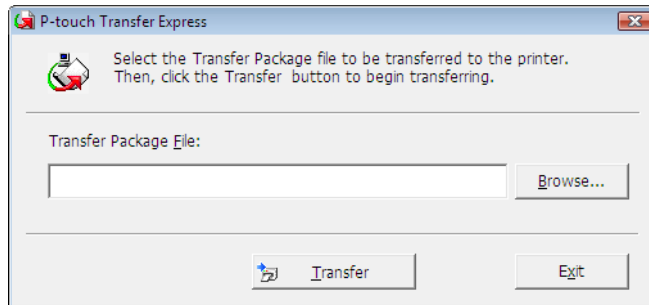 P-touch Transfer Express
Select the Transfer Package file to be transferred to the printer.
Then, click the Transfer button to begin transferring.
Transfer Package File:
Browse...
Transfer
Exit